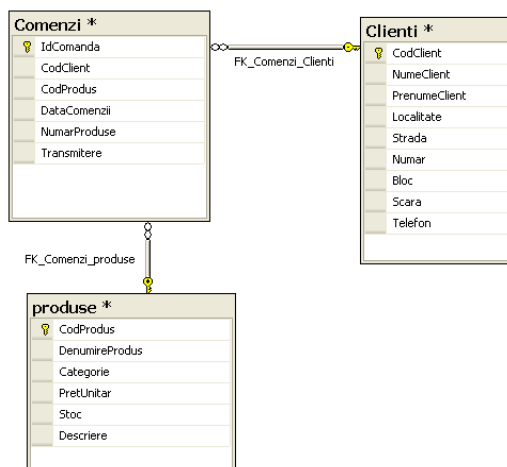 Comenzi *
IdComanda
CodClient
CodProdus
DataComenzii
NumarProduse
Transmitere
FK_Comenzi_Clienti
Clienti *
CodClient
NumeClient
PrenumeClient
Localitate
Strada
Numar
Bloc
Scara
Telefon
FK_Comenzi_produse
produse *
CodProdus
DenumireProdus
Categorie
PretUnitar
Stoc
Descriere